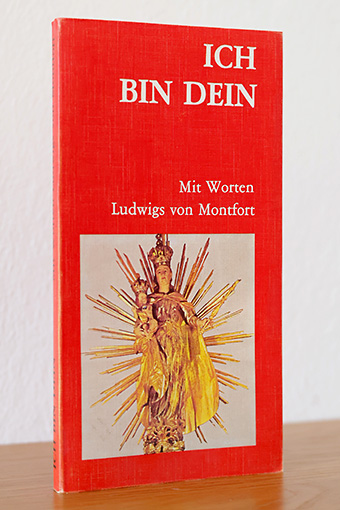 ICH
BIN DEIN
Mit Worten
Ludwigs von Montfort